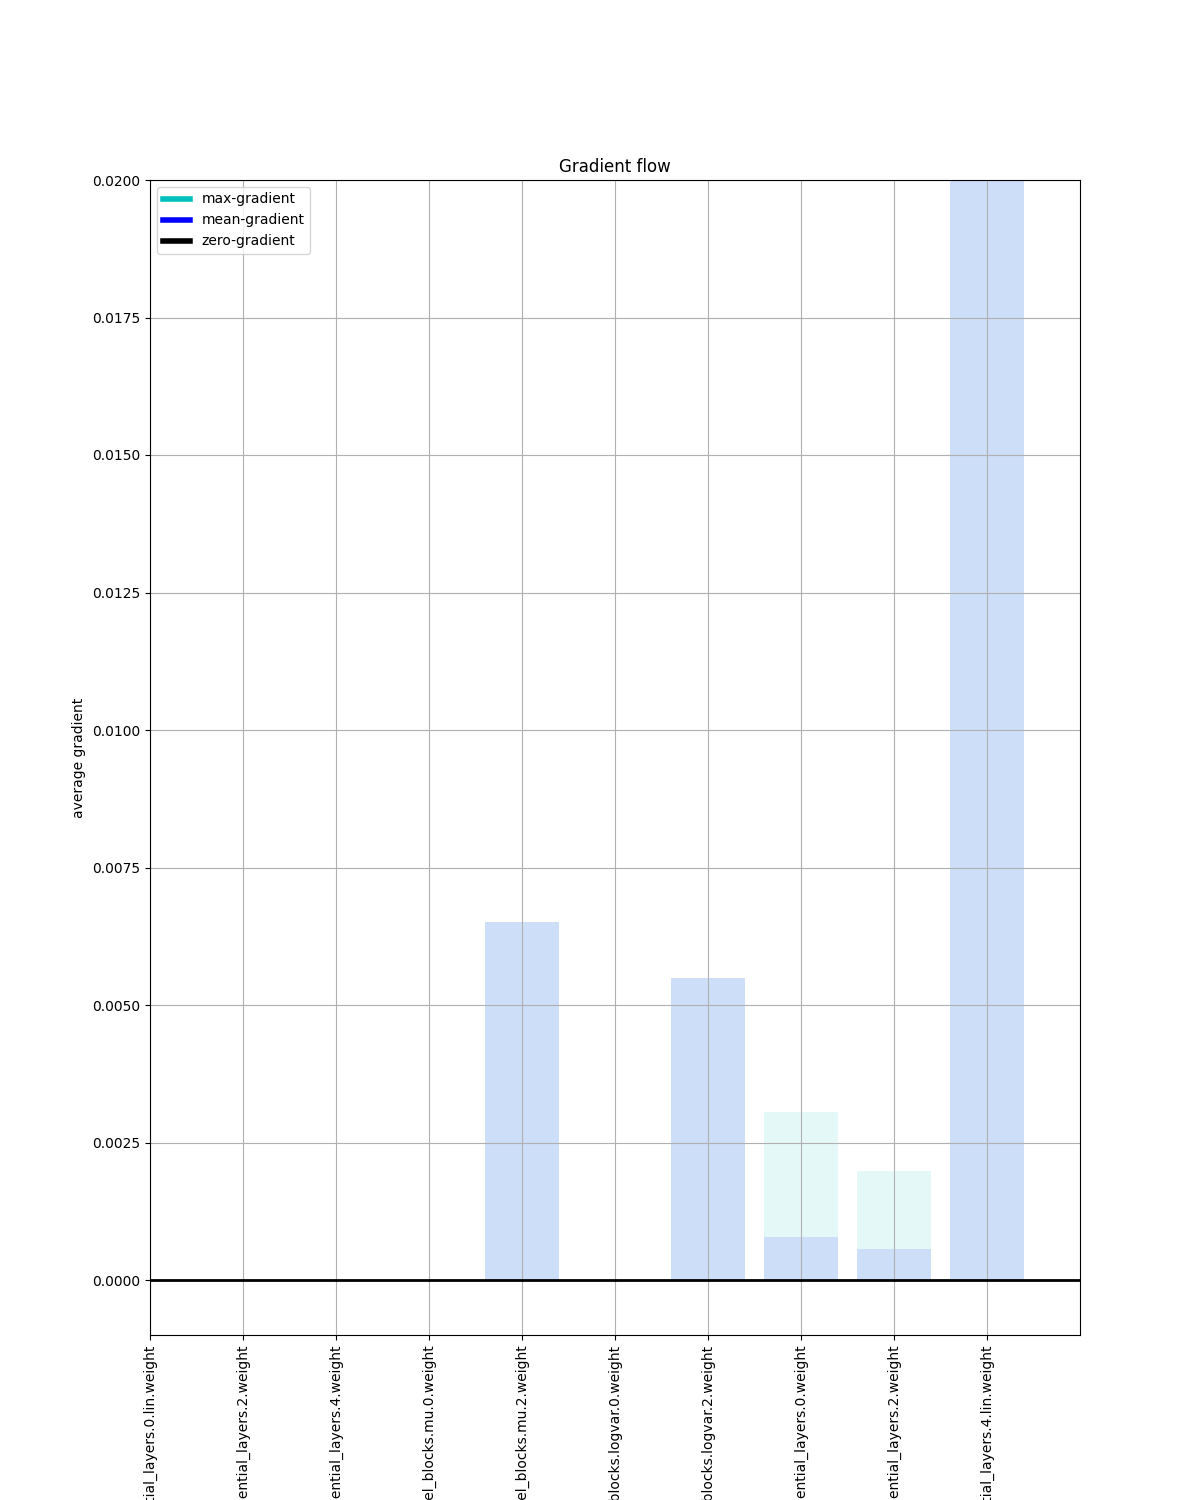 Gradient flow
max-gradient
mean-gradient
zero-gradient
0.0200
0.0175
0.0150
0.0125
0.0100
0.0075
0.0050
0.0025
0.0000
average gradient
tial_layers.0.lin.weight
ential_layers.2.weight
ential_layers.4.weight
el_blocks.mu.0.weight
el_blocks.mu.2.weight
blocks.logvar.0.weight
blocks.logvar.2.weight
ential_layers.0.weight
ential_layers.2.weight
tial_layers.4.lin.weight